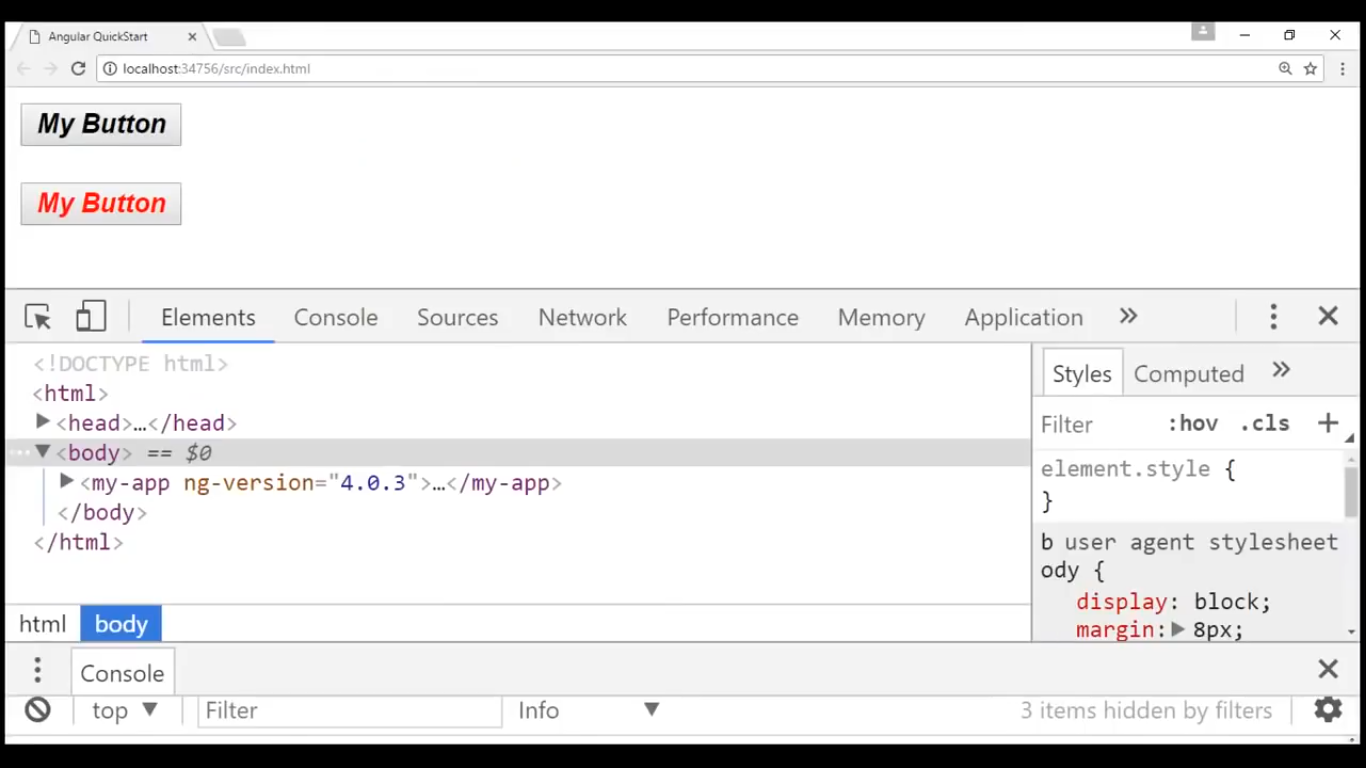 Angular QuickStart
localhost:34756/src/index.html
My Button
My Button
Elements Console Sources Network Performance Memory Application »
<!DOCTYPE html>
<html>
<head>…</head>
<body> == $0
<my-app ng-version="4.0.3">…</my-app>
</body>
</html>
html body
Styles Computed »
Filter :hov .cls +
element.style {
}
b user agent stylesheet
ody {
display: block;
margin: 8px;
Console
top Filter Info 3 items hidden by filters